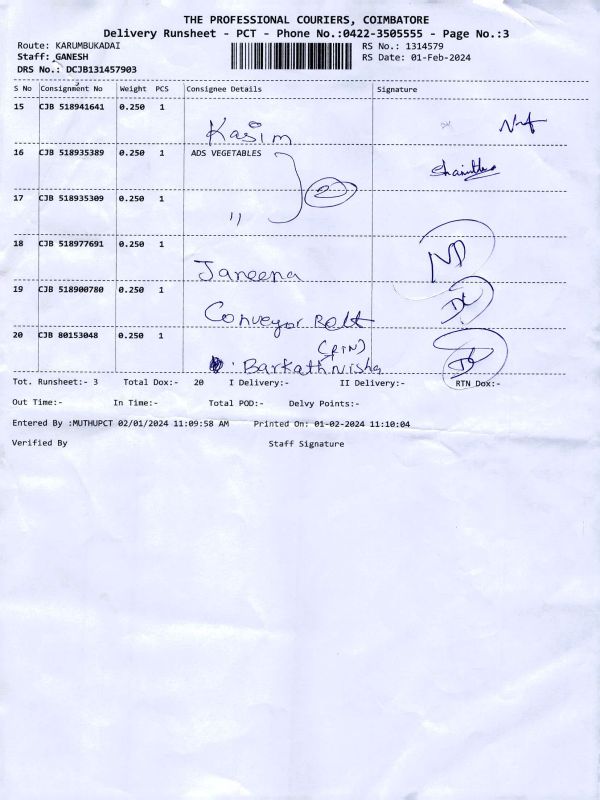 THE PROFESSIONAL COURIERS, COIMBATORE
Delivery Runsheet - PCT - Phone No.:0422-3505555 - Page No.:3
Route: KARUMBUKADAI RS No.: 1314579
Staff: GANESH RS Date: 01-Feb-2024
DRS No.: DCJB131457903
S No Consignment No Weight PCS Consignee Details Signature
15 CJB 518941641 0.250 1
Kasim
16 CJB 518935389 0.250 1 ADS VEGETABLES
17 CJB 518935309 0.250 1
"
18 CJB 518977691 0.250 1
Janeena
19 CJB 518900780 0.250 1
Conveyor Belt
20 CJB 80153048 0.250 1
(PIN)
Barkathnisha
Tot. Runsheet:- 3 Total Dox:- 20 I Delivery:- II Delivery:- RTN Dox:-
Out Time:- In Time:- Total POD:- Delvy Points:-
Entered By :MUTHUPCT 02/01/2024 11:09:58 AM Printed On: 01-02-2024 11:10:04
Verified By Staff Signature